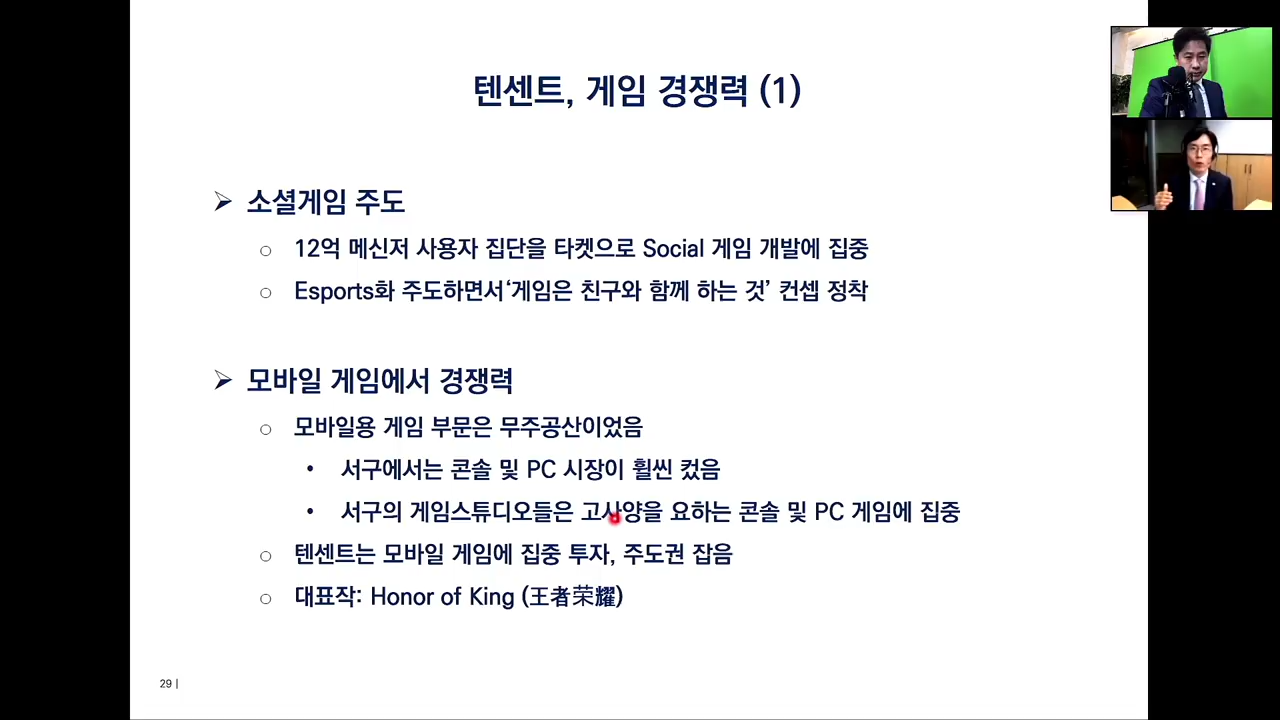 텐센트, 게임 경쟁력 (1)
➢ 소셜게임 주도
○ 12억 메신저 사용자 집단을 타켓으로 Social 게임 개발에 집중
○ Esports화 주도하면서 ‘게임은 친구와 함께 하는 것’ 컨셉 정착
➢ 모바일 게임에서 경쟁력
○ 모바일용 게임 부문은 무주공산이었음
• 서구에서는 콘솔 및 PC 시장이 훨씬 컸음
• 서구의 게임스튜디오들은 고사양을 요하는 콘솔 및 PC 게임에 집중
○ 텐센트는 모바일 게임에 집중 투자, 주도권 잡음
○ 대표작: Honor of King (王者荣耀)
29 |